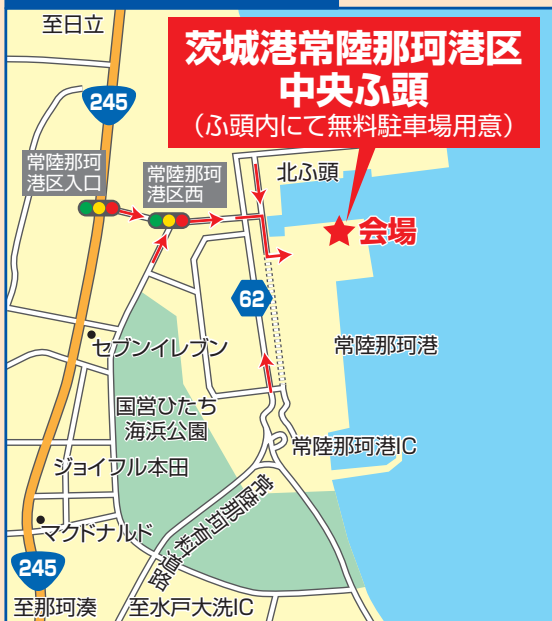 至日立
茨城港常陸那珂港区
中央ふ頭
（ふ頭内にて無料駐車場用意）
245
常陸那珂
港区入口
常陸那珂
港区西
北ふ頭
会場
62
セブンイレブン
常陸那珂港
国営ひたち
海浜公園
常陸那珂港IC
ジョイフル本田
常陸那珂有料道路
マクドナルド
245
至那珂湊
至水戸大洗IC